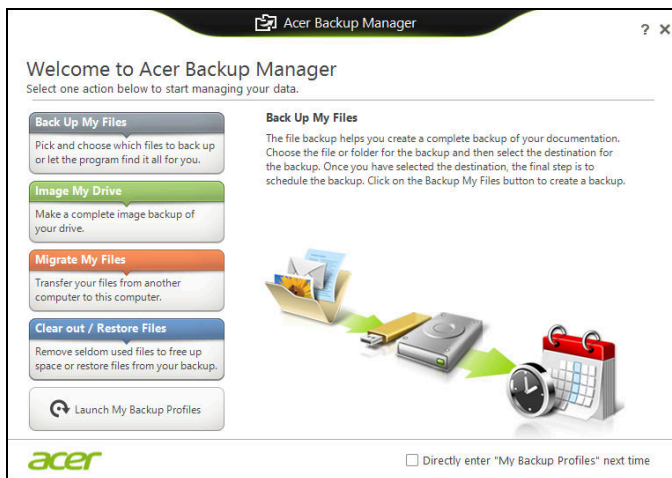 Acer Backup Manager
? X
Welcome to Acer Backup Manager
Select one action below to start managing your data.
Back Up My Files
Pick and choose which files to back up
or let the program find it all for you.
Image My Drive
Make a complete image backup of
your drive.
Migrate My Files
Transfer your files from another
computer to this computer.
Clear out / Restore Files
Remove seldom used files to free up
space or restore files from your backup.
Launch My Backup Profiles
Back Up My Files
The file backup helps you create a complete backup of your documentation.
Choose the file or folder for the backup and then select the destination for
the backup. Once you have selected the destination, the final step is to
schedule the backup. Click on the Backup My Files button to create a backup.
acer
Directly enter "My Backup Profiles" next time